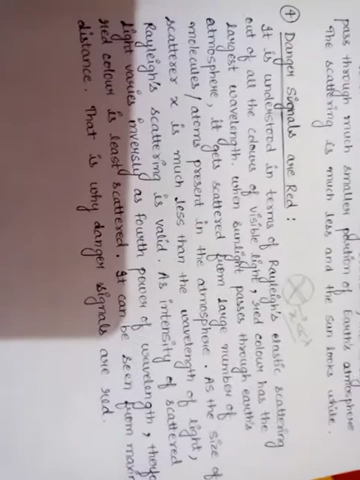 pass through much smaller portion of Earth's atmosphere
The scattering is much less and the sun looks white.
④ Danger Signals are Red :
It is understood in terms of Rayleigh's elastic scattering
out of all the colours of visible light, red colour has the
largest wavelength. when sunlight passes through earth's
atmosphere, it gets scattered from large number of
molecules/atoms present in the atmosphere. As the size of
scatterer x is much less than the wavelength of light,
Rayleigh's scattering is valid. As intensity of scattered
light varies inversly as fourth power of wavelength, there
red colour is least scattered. It can be seen from maxi
distance. That is why danger signals are red.